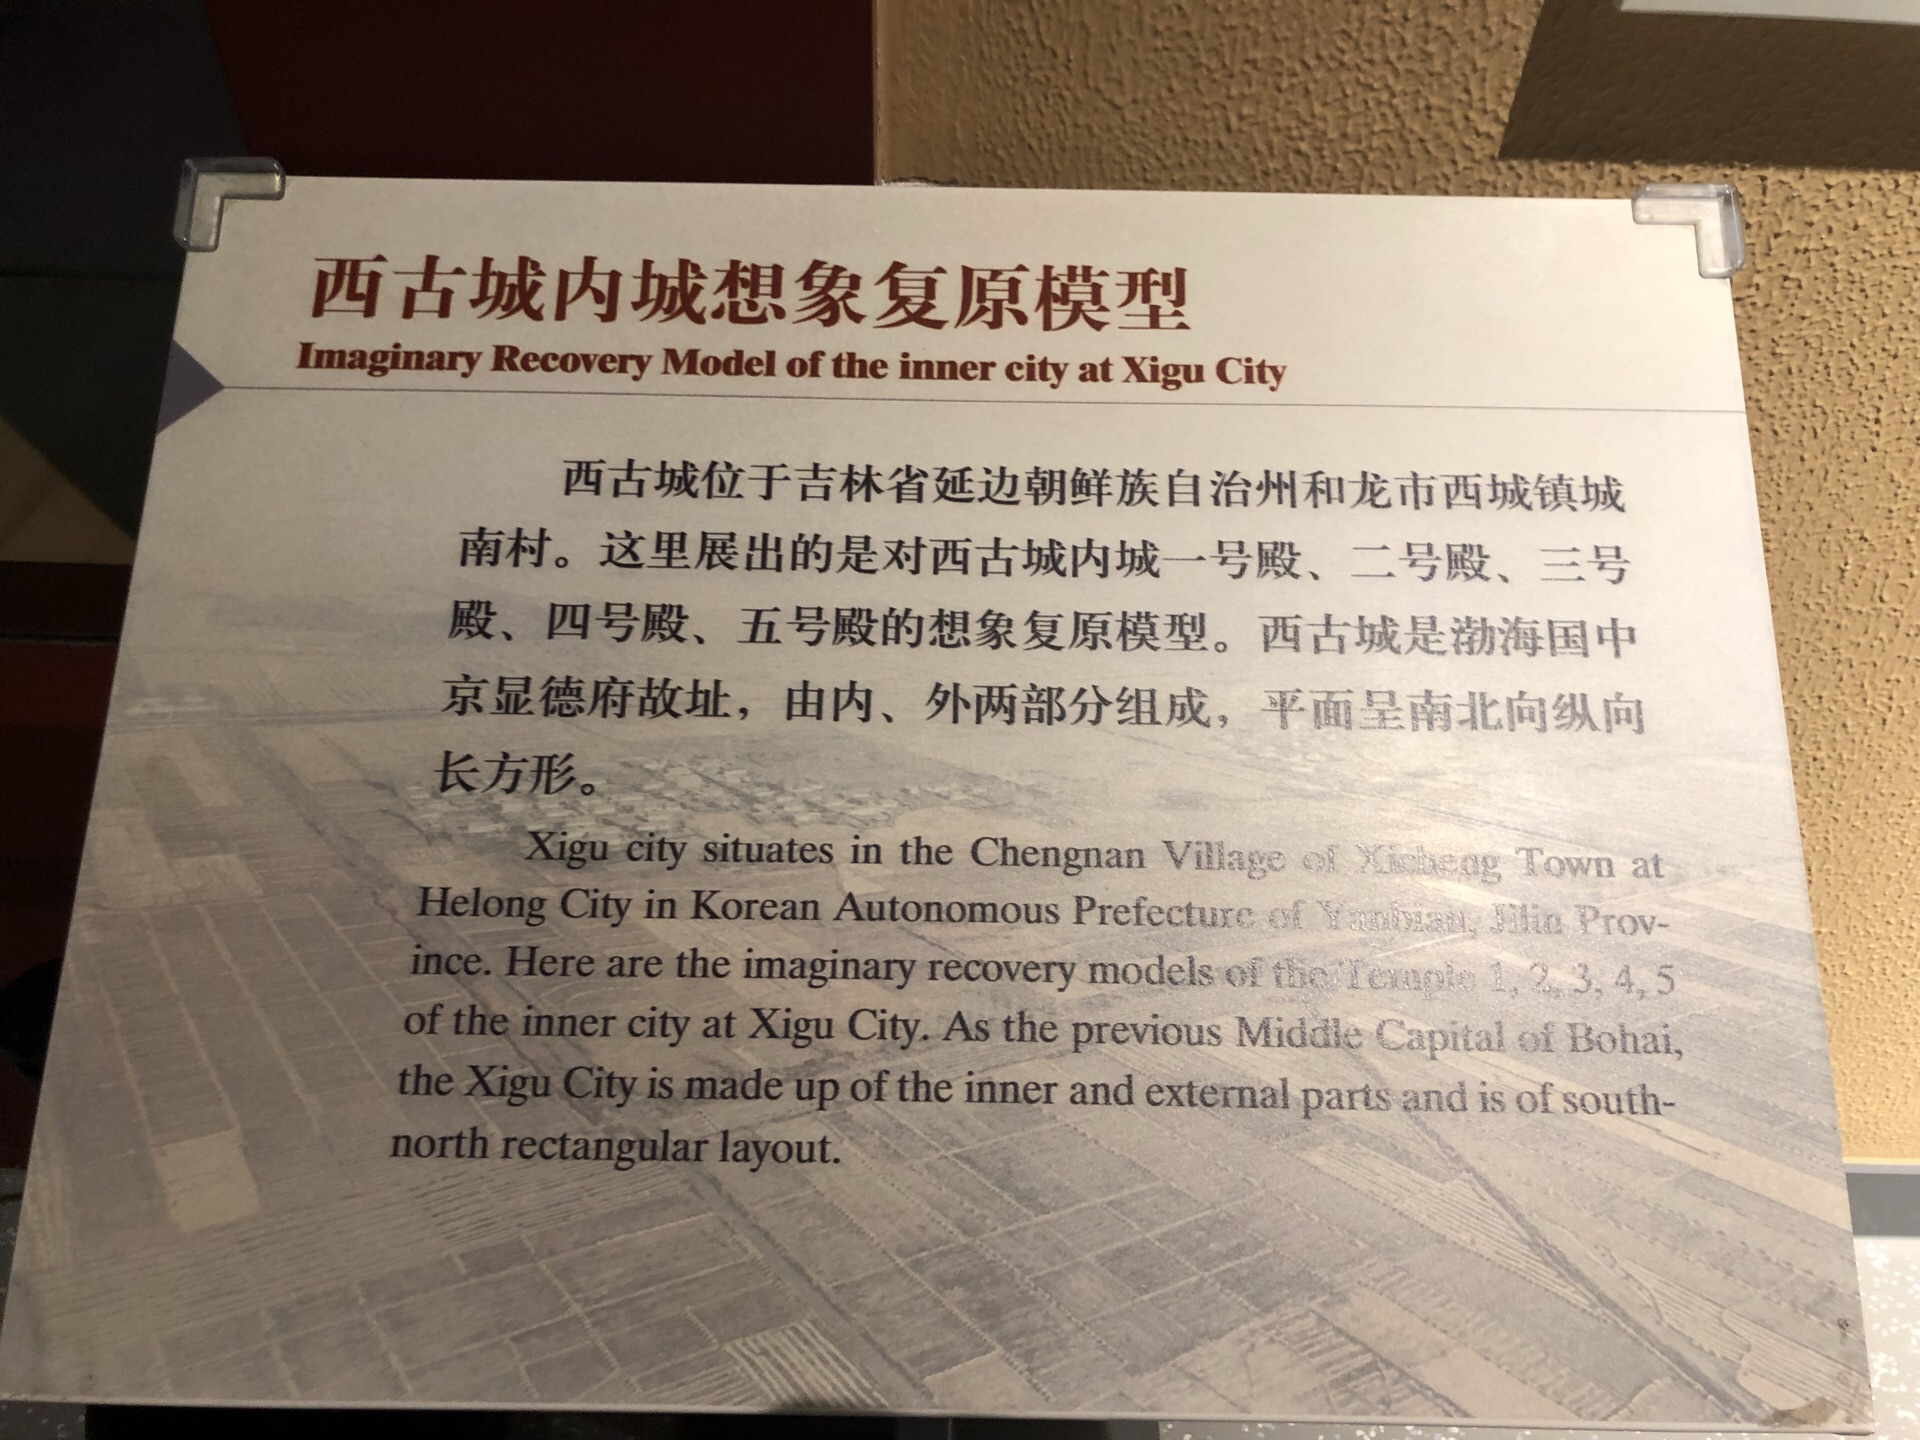 西古城内城想象复原模型
Imaginary Recovery Model of the inner city at Xigu City
西古城位于吉林省延边朝鲜族自治州和龙市西城镇城
南村。这里展出的是对西古城内城一号殿、二号殿、三号
殿、四号殿、五号殿的想象复原模型。西古城是渤海国中
京显德府故址，由内、外两部分组成，平面呈南北向纵向
长方形。
Xigu city situates in the Chengnan Village of Xicheng Town at
Helong City in Korean Autonomous Prefecture of Yanbian, Jilin Prov-
ince. Here are the imaginary recovery models of the Temple 1, 2, 3, 4, 5
of the inner city at Xigu City. As the previous Middle Capital of Bohai,
the Xigu City is made up of the inner and external parts and is of south-
north rectangular layout.